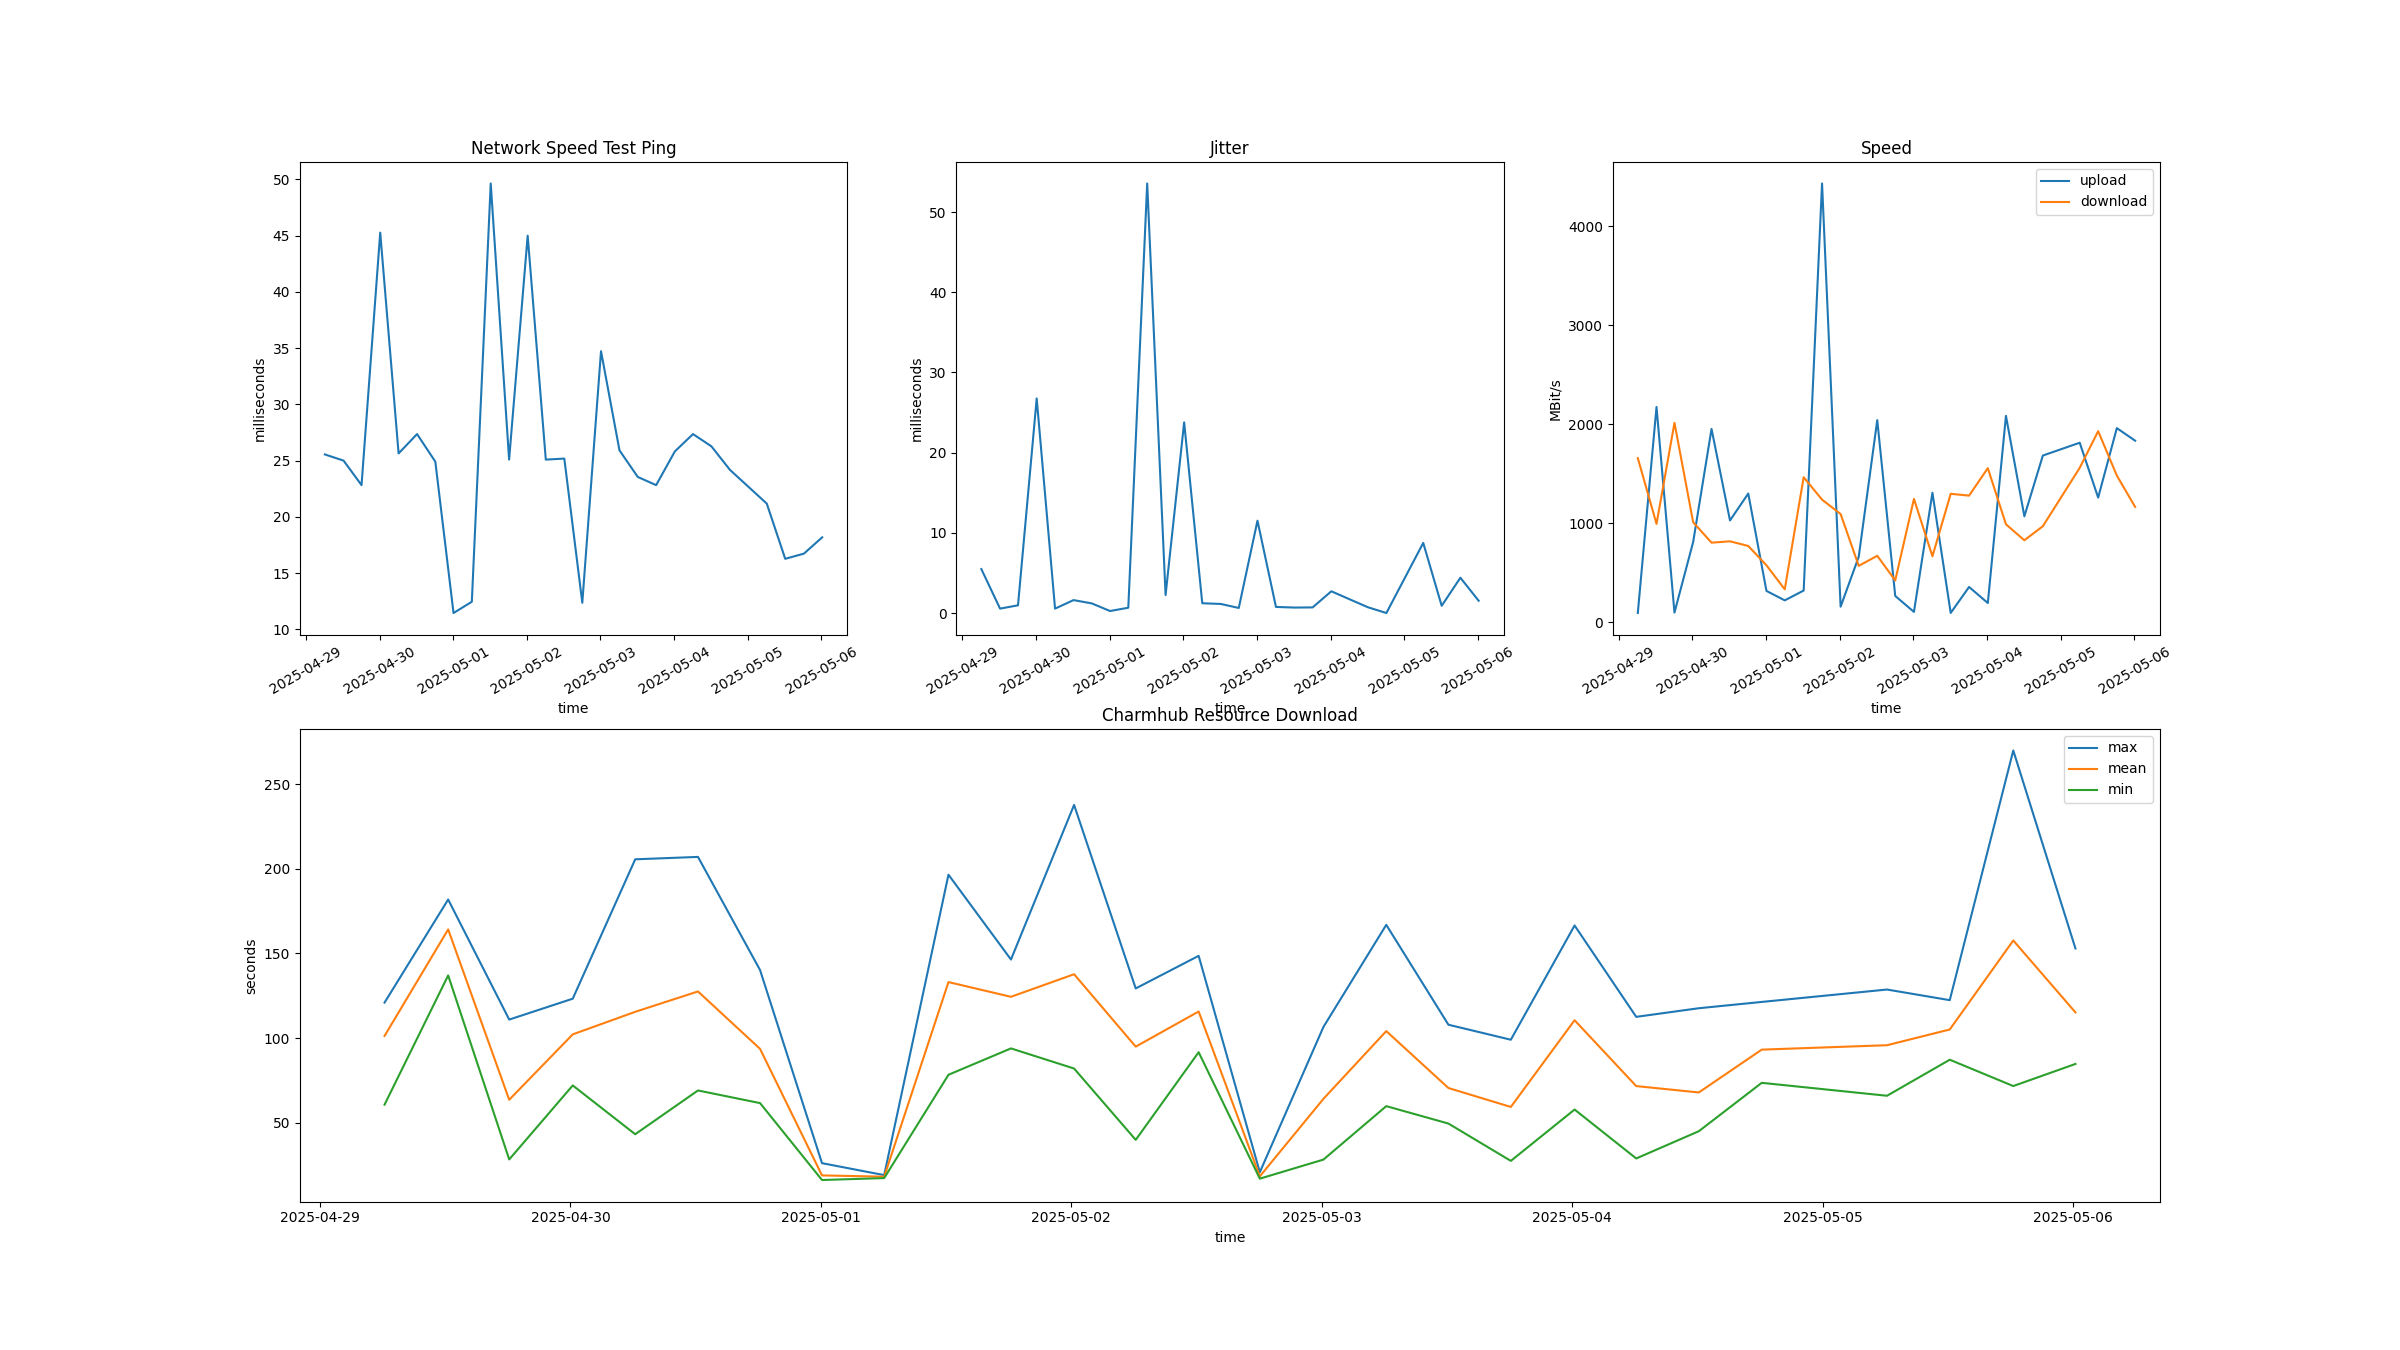 Network Speed Test Ping
50
45
40
35
30
25
20
15
10
milliseconds
2025-04-29 2025-04-30 2025-05-01 2025-05-02 2025-05-03 2025-05-04 2025-05-05 2025-05-06
time
Jitter
50
40
30
20
10
0
milliseconds
2025-04-29 2025-04-30 2025-05-01 2025-05-02 2025-05-03 2025-05-04 2025-05-05 2025-05-06
time
Speed
upload
download
4000
3000
2000
1000
0
MBit/s
2025-04-29 2025-04-30 2025-05-01 2025-05-02 2025-05-03 2025-05-04 2025-05-05 2025-05-06
time
Charmhub Resource Download
max
mean
min
250
200
150
100
50
seconds
2025-04-29 2025-04-30 2025-05-01 2025-05-02 2025-05-03 2025-05-04 2025-05-05 2025-05-06
time